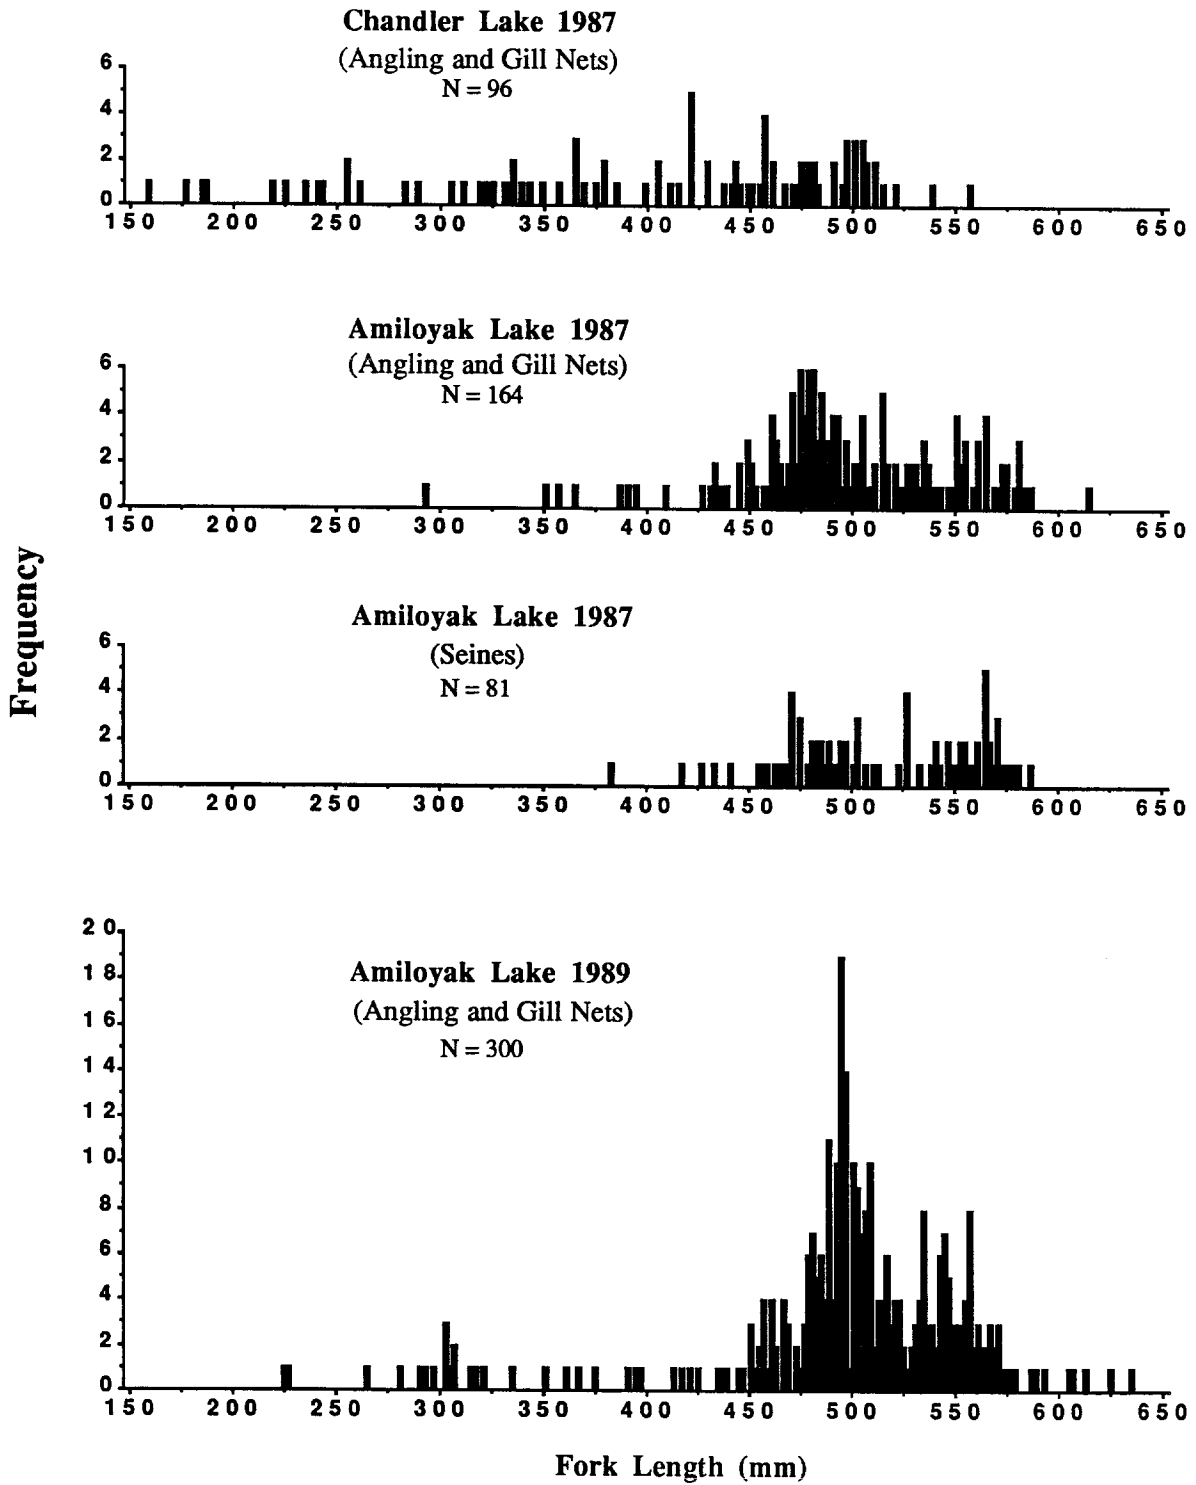 Chandler Lake 1987
(Angling and Gill Nets)
N = 96
6
4
2
0
150 200 250 300 350 400 450 500 550 600 650
Amiloyak Lake 1987
(Angling and Gill Nets)
N = 164
6
4
2
0
150 200 250 300 350 400 450 500 550 600 650
Frequency
Amiloyak Lake 1987
(Seines)
N = 81
6
4
2
0
150 200 250 300 350 400 450 500 550 600 650
Amiloyak Lake 1989
(Angling and Gill Nets)
N = 300
20
18
16
14
12
10
8
6
4
2
0
150 200 250 300 350 400 450 500 550 600 650
Fork Length (mm)